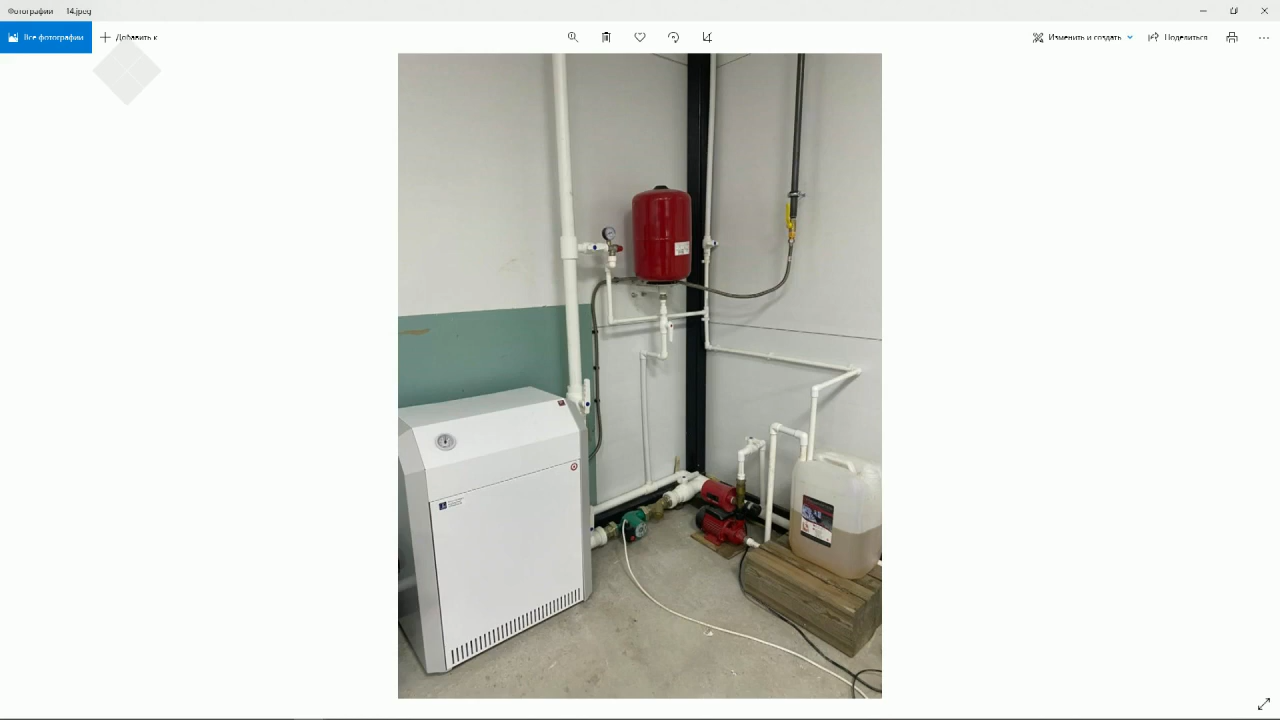 Фотографии — 14.jpeg
Все фотографии
Добавить к
Изменить и создать
Поделиться